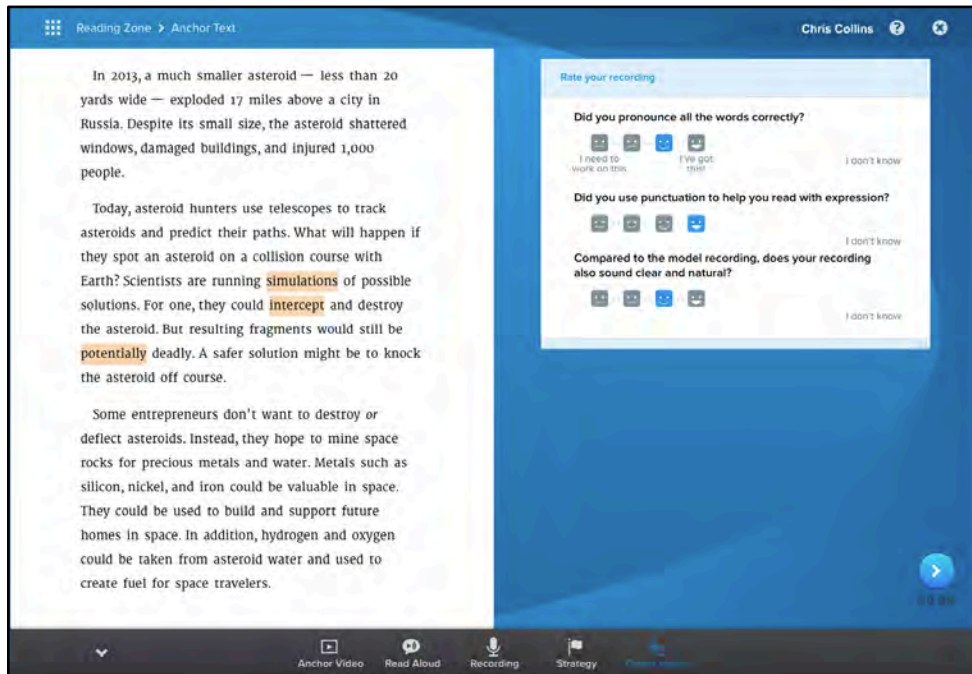 Reading Zone > Anchor Text
Chris Collins
In 2013, a much smaller asteroid — less than 20
yards wide — exploded 17 miles above a city in
Russia. Despite its small size, the asteroid shattered
windows, damaged buildings, and injured 1,000
people.
Today, asteroid hunters use telescopes to track
asteroids and predict their paths. What will happen if
they spot an asteroid on a collision course with
Earth? Scientists are running simulations of possible
solutions. For one, they could intercept and destroy
the asteroid. But resulting fragments would still be
potentially deadly. A safer solution might be to knock
the asteroid off course.
Some entrepreneurs don't want to destroy or
deflect asteroids. Instead, they hope to mine space
rocks for precious metals and water. Metals such as
silicon, nickel, and iron could be valuable in space.
They could be used to build and support future
homes in space. In addition, hydrogen and oxygen
could be taken from asteroid water and used to
create fuel for space travelers.
Rate your recording
Did you pronounce all the words correctly?
I need to
work on this
I've got
this!
I don't know
Did you use punctuation to help you read with expression?
I don't know
Compared to the model recording, does your recording
also sound clear and natural?
I don't know
Anchor Video
Read Aloud
Recording
Strategy